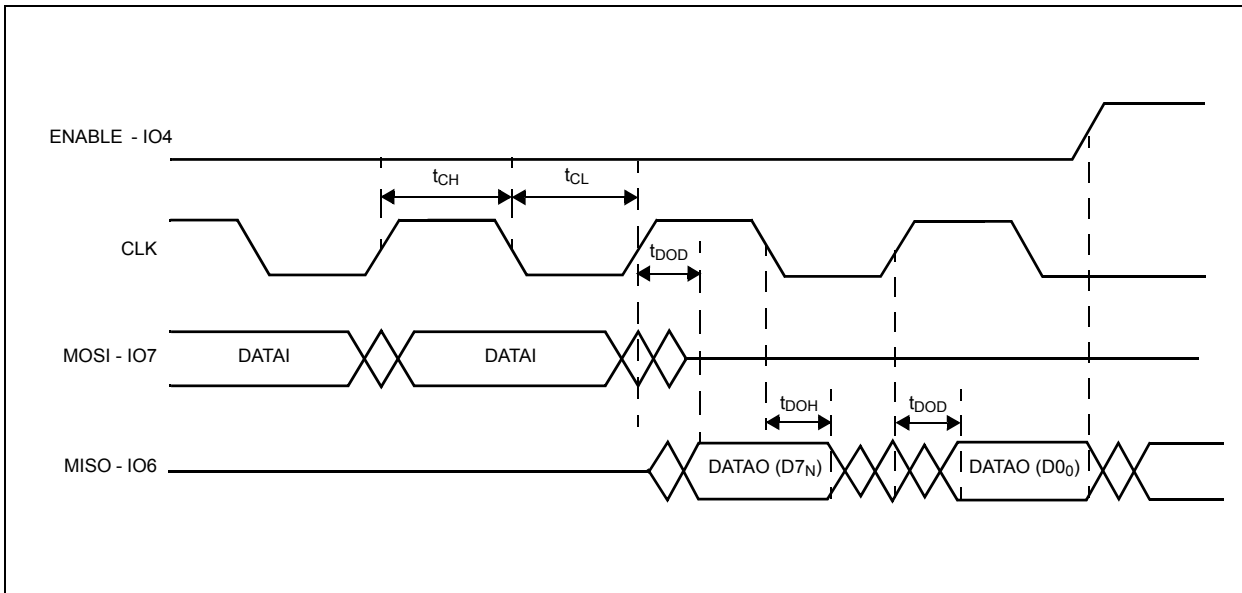 ENABLE - IO4
tCH
tCL
CLK
tDOD
MOSI - IO7
DATAI
DATAI
tDOH
tDOD
MISO - IO6
DATAO (D7N)
DATAO (D00)